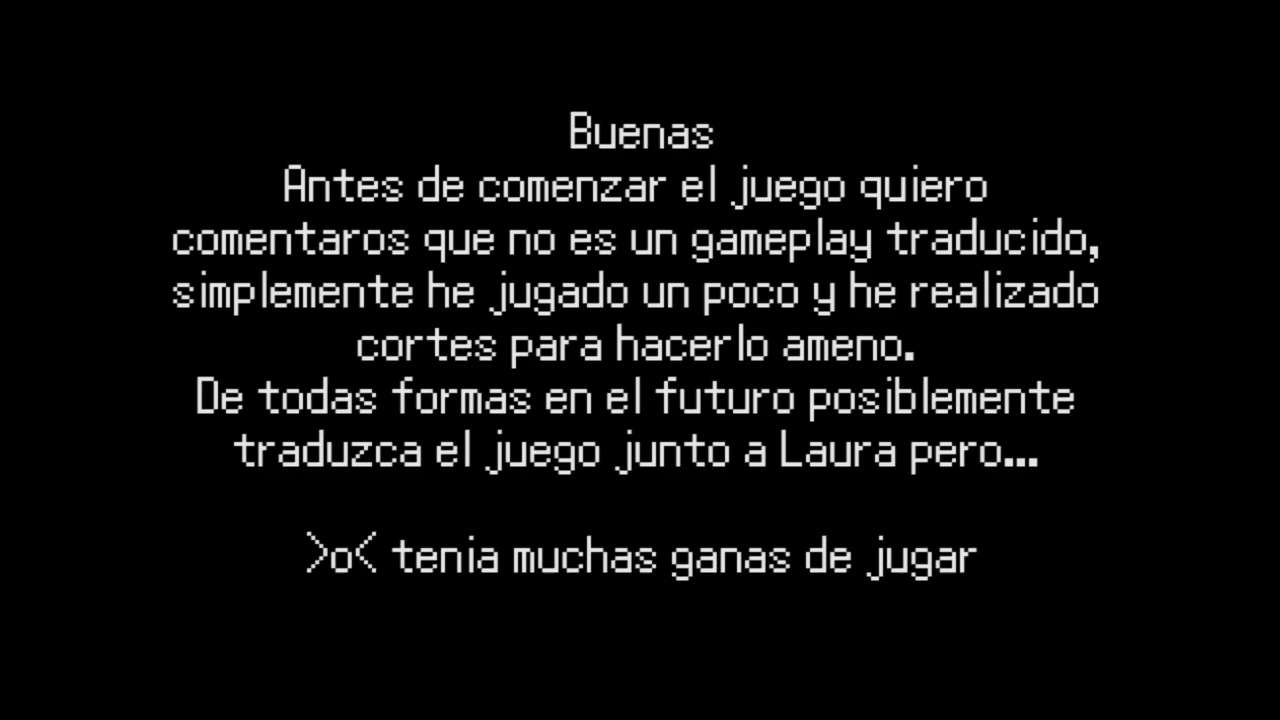 Buenas
Antes de comenzar el juego quiero
comentaros que no es un gameplay traducido,
simplemente he jugado un poco y he realizado
cortes para hacerlo ameno.
De todas formas en el futuro posiblemente
traduzca el juego junto a Laura pero...
>o< tenia muchas ganas de jugar